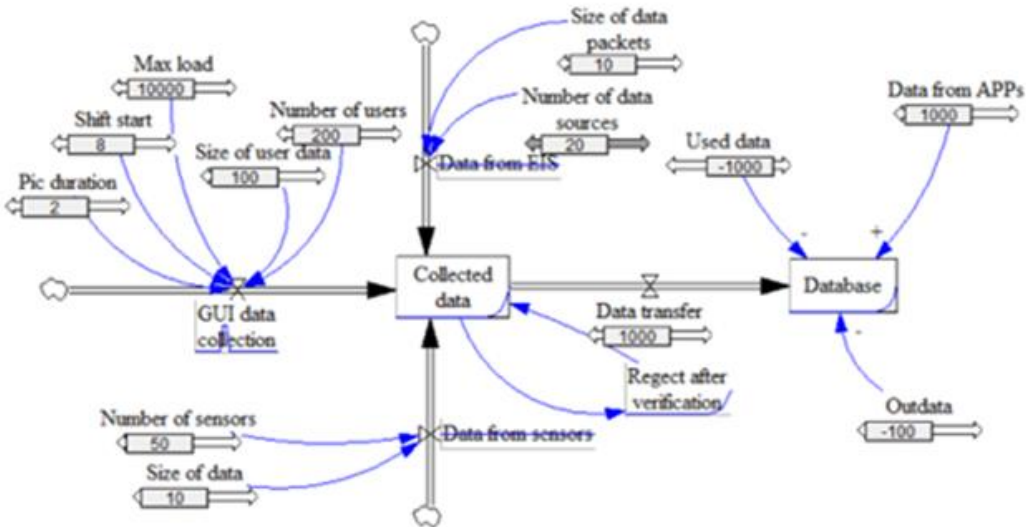 Size of data
packets
10
Max load
10000
Number of users
200
Number of data
sources
20
Data from APPs
1000
Shift start
8
Size of user data
100
Used data
-1000
Data from EIS
Pic duration
2
-
+
Collected
data
Database
GUI data
collection
Data transfer
1000
-
Regect after
verification
Number of sensors
50
Data from sensors
Outdata
-100
Size of data
10